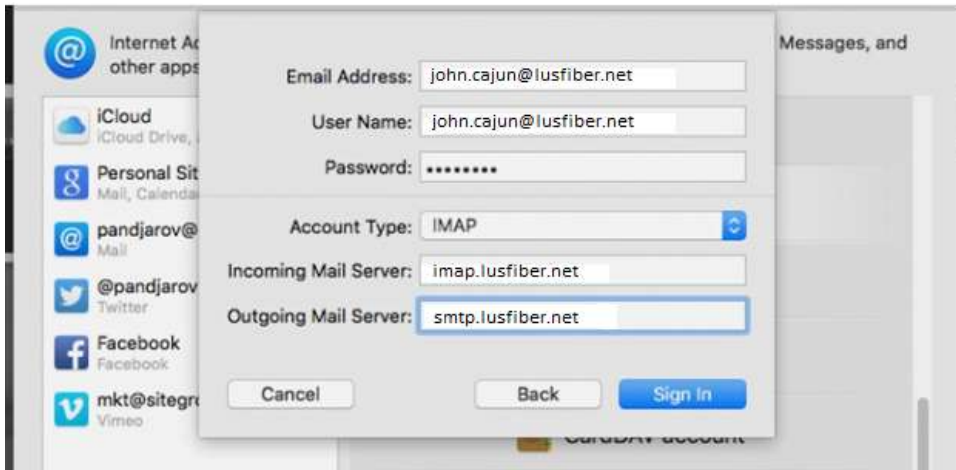 Internet Ac
Messages, and
other apps
Email Address: john.cajun@lusfiber.net
iCloud
iCloud Drive,
User Name: john.cajun@lusfiber.net
Personal Sit
Mail, Calenda
Password: ••••••••
pandjarov@
Mail
Account Type: IMAP
@pandjarov
Twitter
Incoming Mail Server: imap.lusfiber.net
Outgoing Mail Server: smtp.lusfiber.net
Facebook
Facebook
mkt@sitegro
Vimeo
Cancel
Back
Sign In
CardDAV account